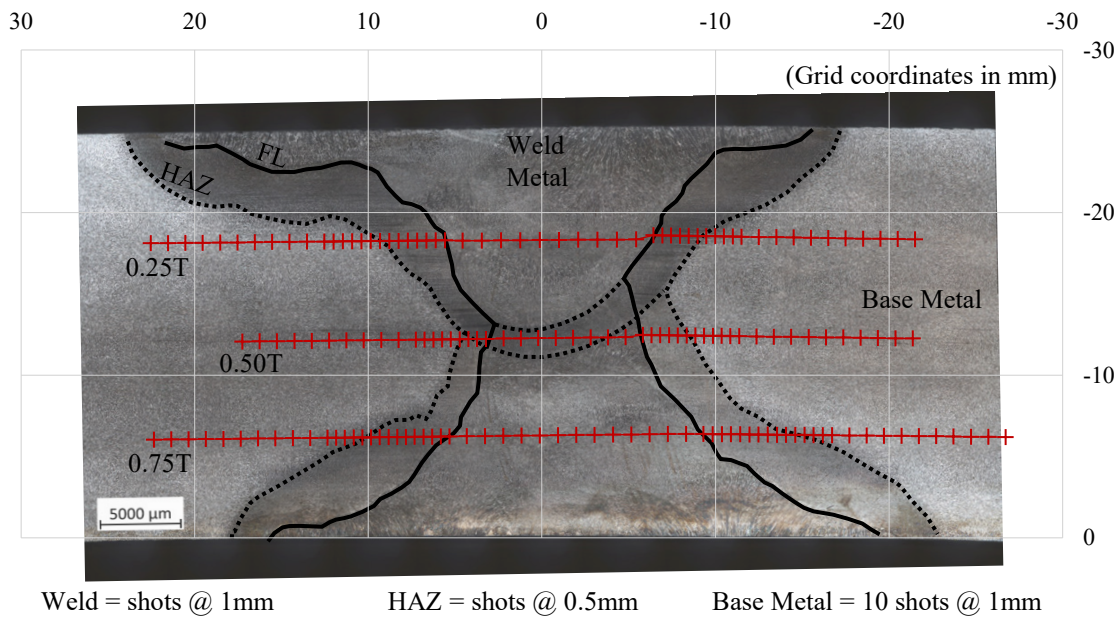 30 20 10 0 -10 -20 -30
-30
(Grid coordinates in mm)
FL
Weld
Metal
HAZ
-20
0.25T
Base Metal
0.50T
-10
0.75T
5000 µm
0
Weld = shots @ 1mm HAZ = shots @ 0.5mm Base Metal = 10 shots @ 1mm